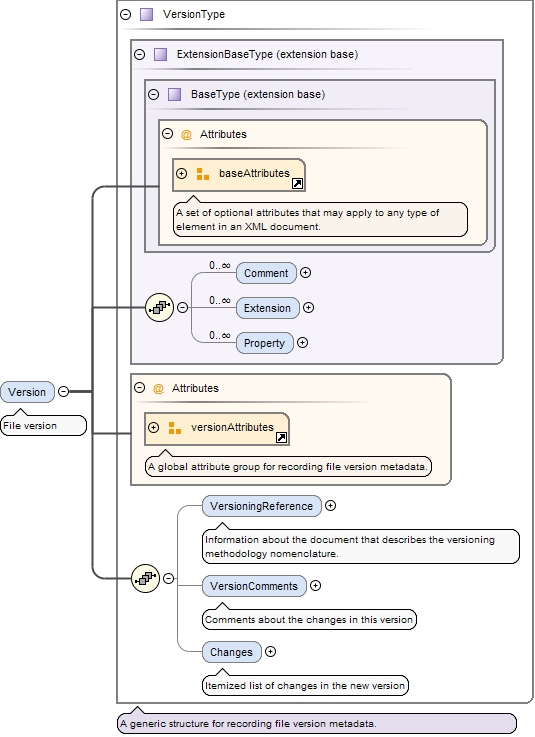 VersionType
ExtensionBaseType (extension base)
BaseType (extension base)
@ Attributes
baseAttributes
A set of optional attributes that may apply to any type of
element in an XML document.
0..∞
Comment
0..∞
Extension
0..∞
Property
Version
File version
@ Attributes
versionAttributes
A global attribute group for recording file version metadata.
VersioningReference
Information about the document that describes the versioning
methodology nomenclature.
VersionComments
Comments about the changes in this version
Changes
Itemized list of changes in the new version
A generic structure for recording file version metadata.